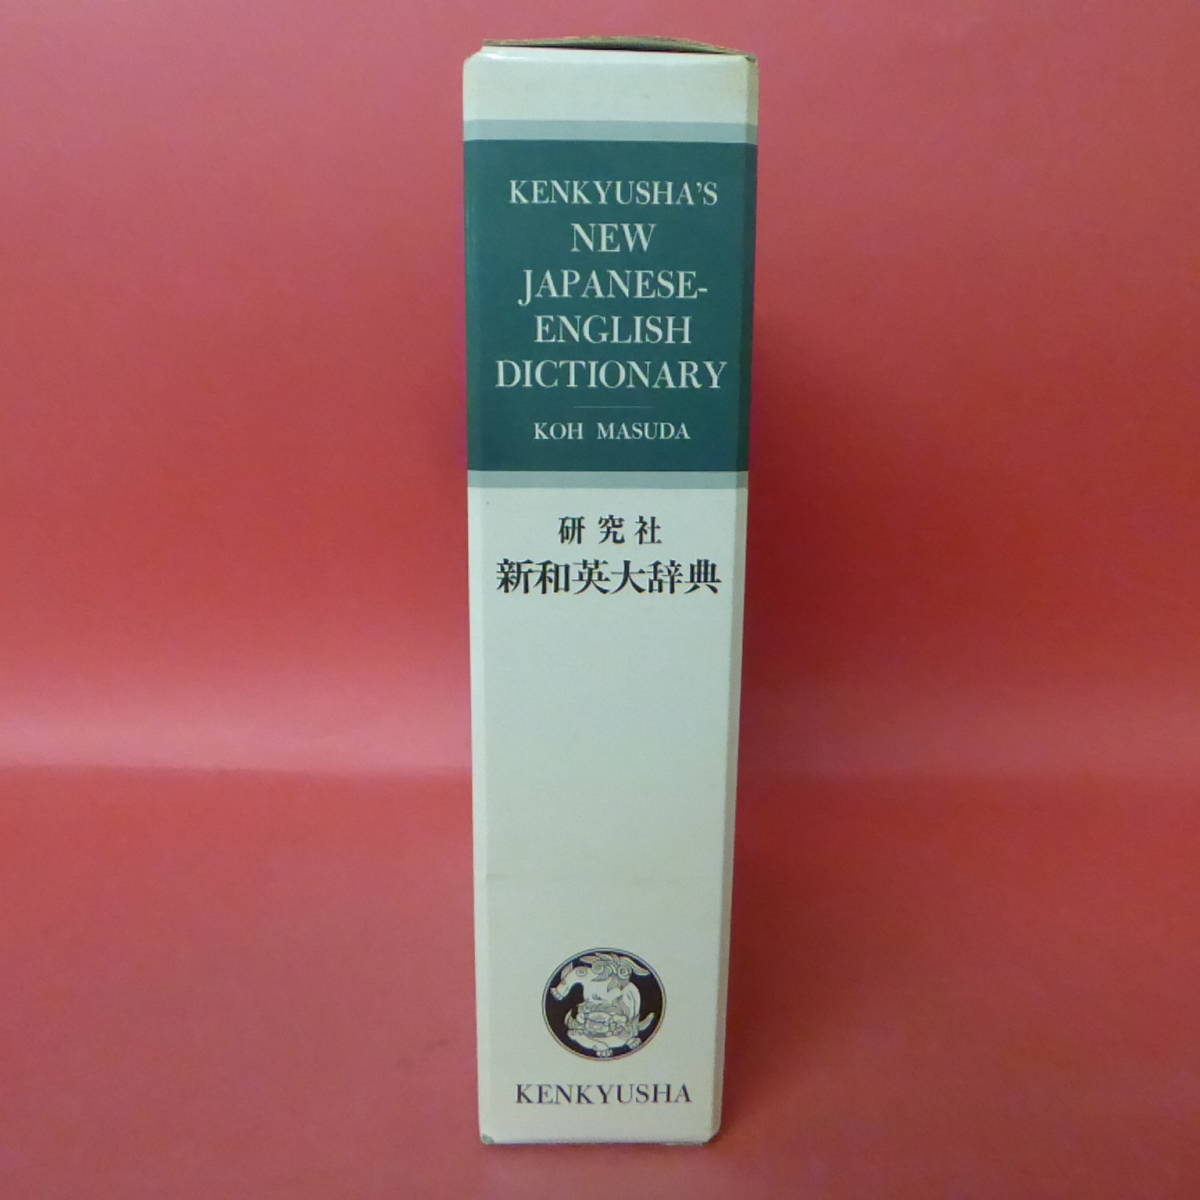 KENKYUSHA'S
NEW
JAPANESE-
ENGLISH
DICTIONARY
KOH MASUDA
研究社
新和英大辞典
KENKYUSHA